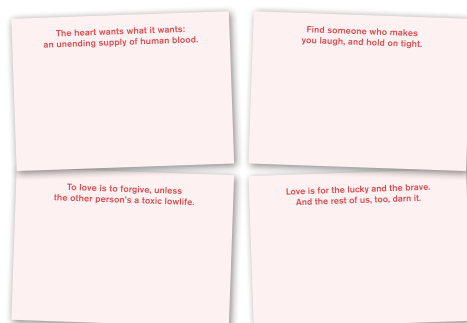 The heart wants what it wants:
an unending supply of human blood.
Find someone who makes
you laugh, and hold on tight.
To love is to forgive, unless
the other person's a toxic lowlife.
Love is for the lucky and the brave.
And the rest of us, too, darn it.